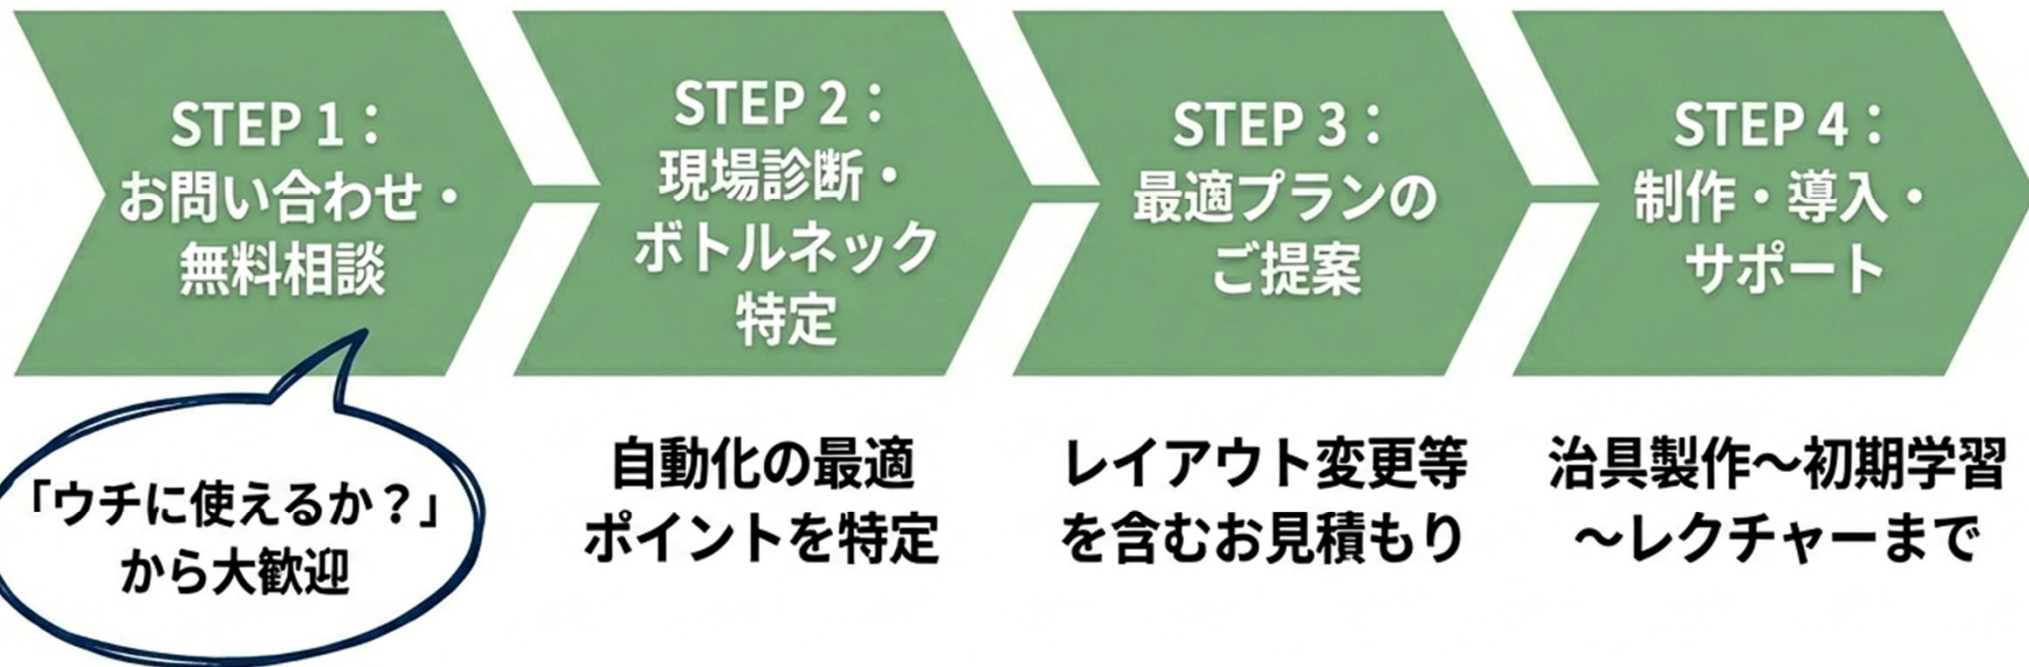 STEP 1：
お問い合わせ・
無料相談
「ウチに使えるか？」
から大歓迎
STEP 2：
現場診断・
ボトルネック
特定
自動化の最適
ポイントを特定
STEP 3：
最適プランの
ご提案
レイアウト変更等
を含むお見積もり
STEP 4：
制作・導入・
サポート
治具製作～初期学習
～レクチャーまで